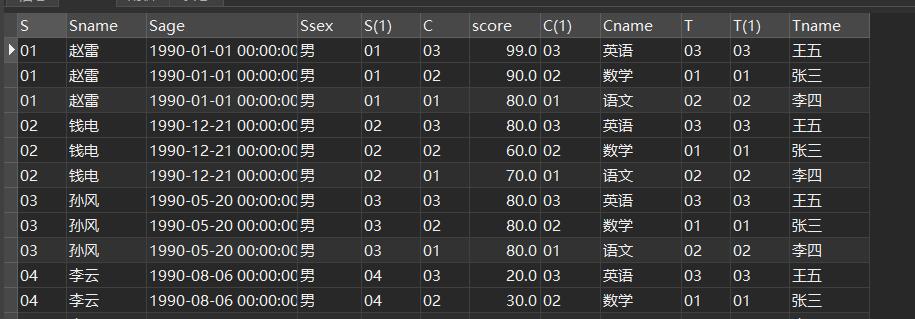 S Sname Sage Ssex S(1) C score C(1) Cname T T(1) Tname
01 赵雷 1990-01-01 00:00:00 男 01 03 99.0 03 英语 03 03 王五
01 赵雷 1990-01-01 00:00:00 男 01 02 90.0 02 数学 01 01 张三
01 赵雷 1990-01-01 00:00:00 男 01 01 80.0 01 语文 02 02 李四
02 钱电 1990-12-21 00:00:00 男 02 03 80.0 03 英语 03 03 王五
02 钱电 1990-12-21 00:00:00 男 02 02 60.0 02 数学 01 01 张三
02 钱电 1990-12-21 00:00:00 男 02 01 70.0 01 语文 02 02 李四
03 孙风 1990-05-20 00:00:00 男 03 03 80.0 03 英语 03 03 王五
03 孙风 1990-05-20 00:00:00 男 03 02 80.0 02 数学 01 01 张三
03 孙风 1990-05-20 00:00:00 男 03 01 80.0 01 语文 02 02 李四
04 李云 1990-08-06 00:00:00 男 04 03 20.0 03 英语 03 03 王五
04 李云 1990-08-06 00:00:00 男 04 02 30.0 02 数学 01 01 张三